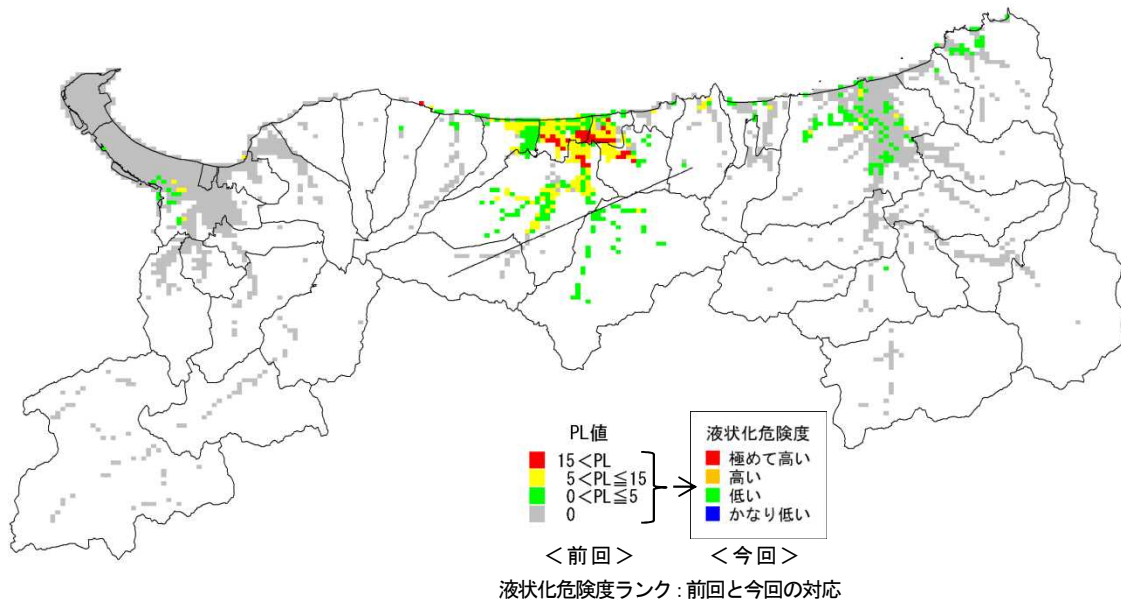 PL値
15<PL
5<PL≦15
0<PL≦5
0
液状化危険度
極めて高い
高い
低い
かなり低い
<前回>
<今回>
液状化危険度ランク:前回と今回の対応